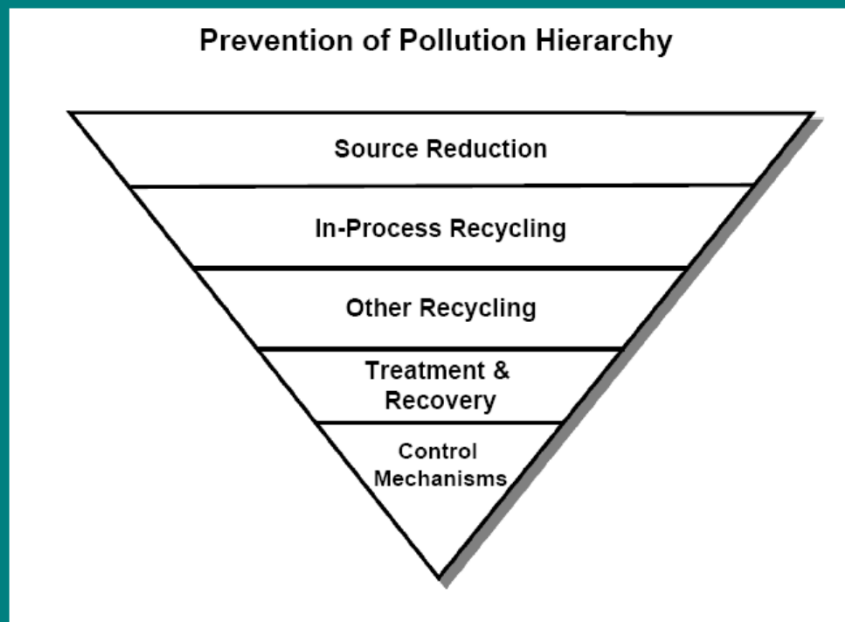 Prevention of Pollution Hierarchy
Source Reduction
In-Process Recycling
Other Recycling
Treatment &
Recovery
Control
Mechanisms